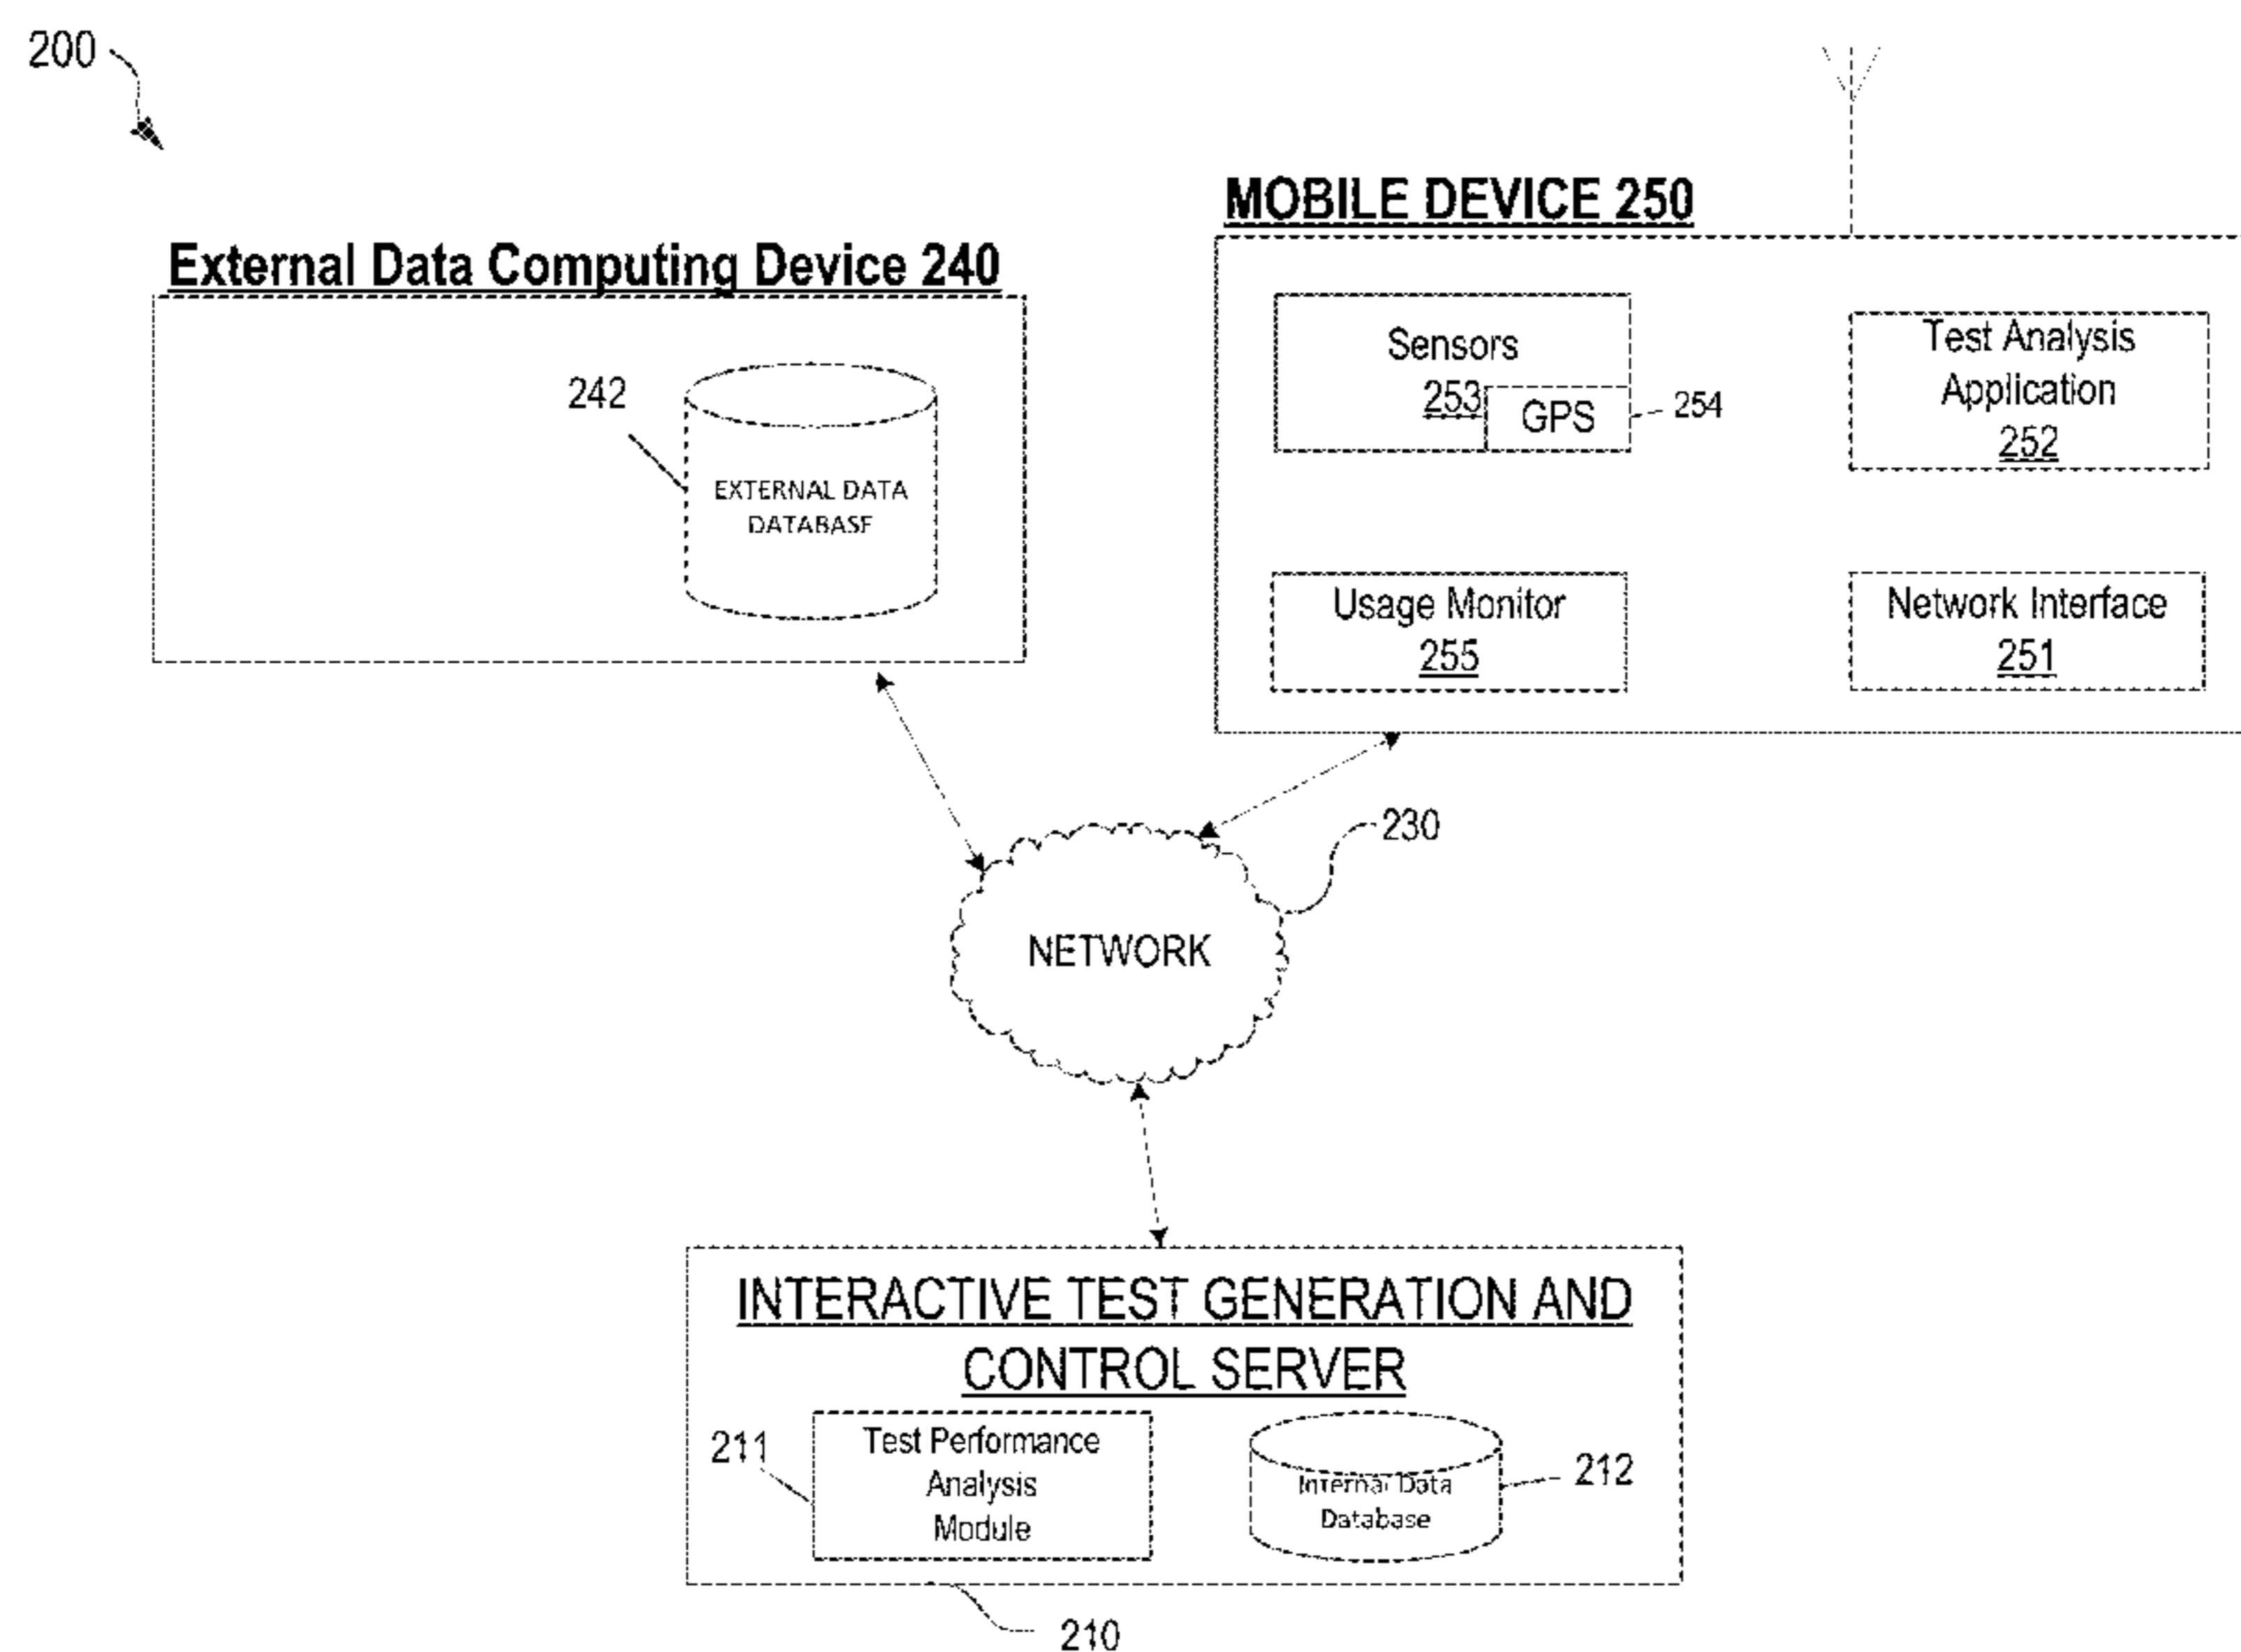 200
MOBILE DEVICE 250
External Data Computing Device 240
Sensors
253
GPS
254
Test Analysis
Application
252
242
EXTERNAL DATA
DATABASE
Usage Monitor
255
Network Interface
251
230
NETWORK
INTERACTIVE TEST GENERATION AND
CONTROL SERVER
211
Test Performance
Analysis
Module
Internal Data
Database
212
210